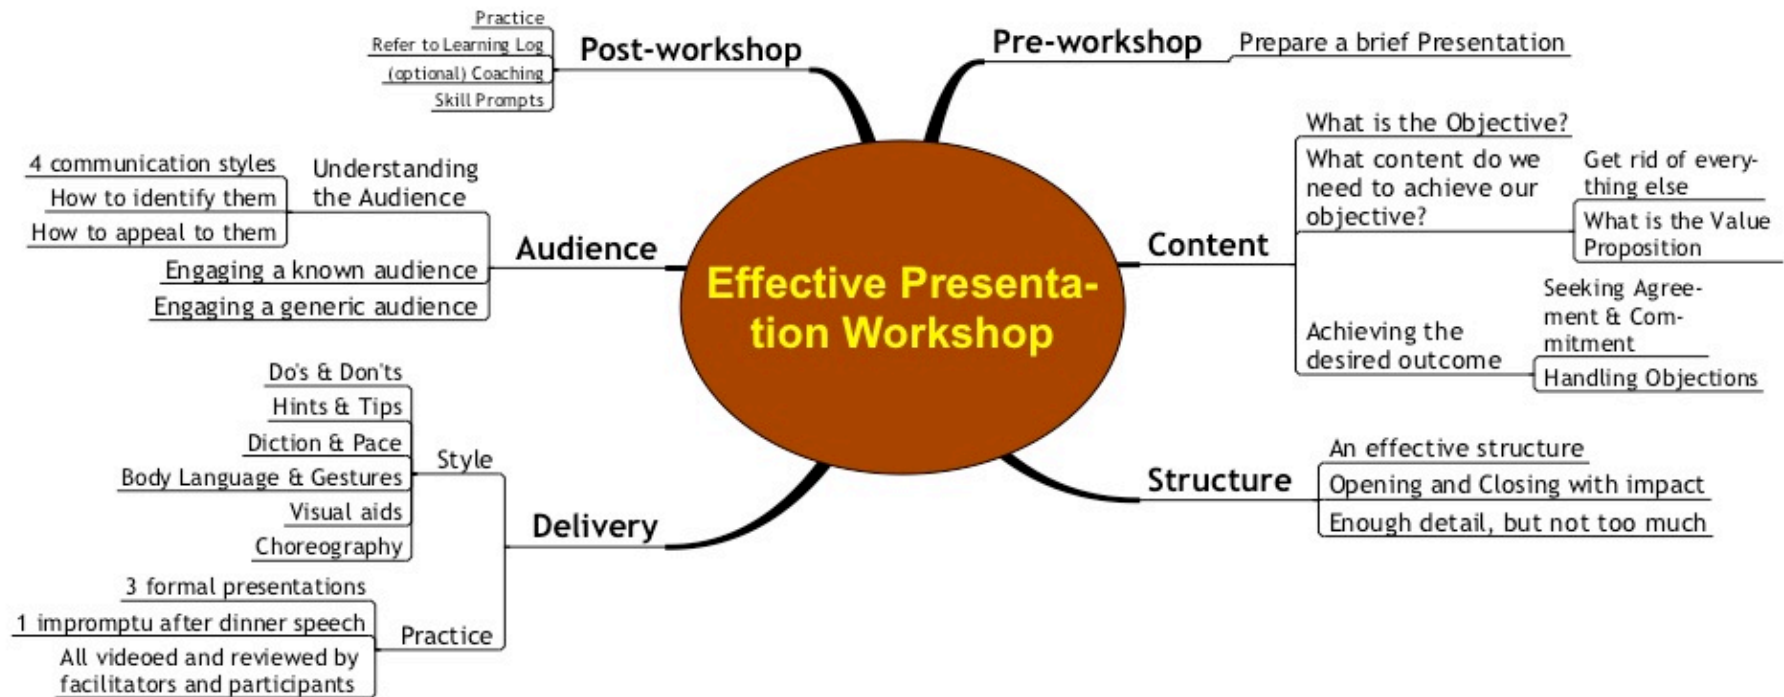 Effective Presenta-
tion Workshop
Pre-workshop
Prepare a brief Presentation
Content
What is the Objective?
What content do we
need to achieve our
objective?
Get rid of every-
thing else
What is the Value
Proposition
Achieving the
desired outcome
Seeking Agree-
ment & Com-
mitment
Handling Objections
Structure
An effective structure
Opening and Closing with impact
Enough detail, but not too much
Delivery
Style
Do's & Don'ts
Hints & Tips
Diction & Pace
Body Language & Gestures
Visual aids
Choreography
Practice
3 formal presentations
1 impromptu after dinner speech
All videoed and reviewed by
facilitators and participants
Audience
Understanding
the Audience
4 communication styles
How to identify them
How to appeal to them
Engaging a known audience
Engaging a generic audience
Post-workshop
Practice
Refer to Learning Log
(optional) Coaching
Skill Prompts